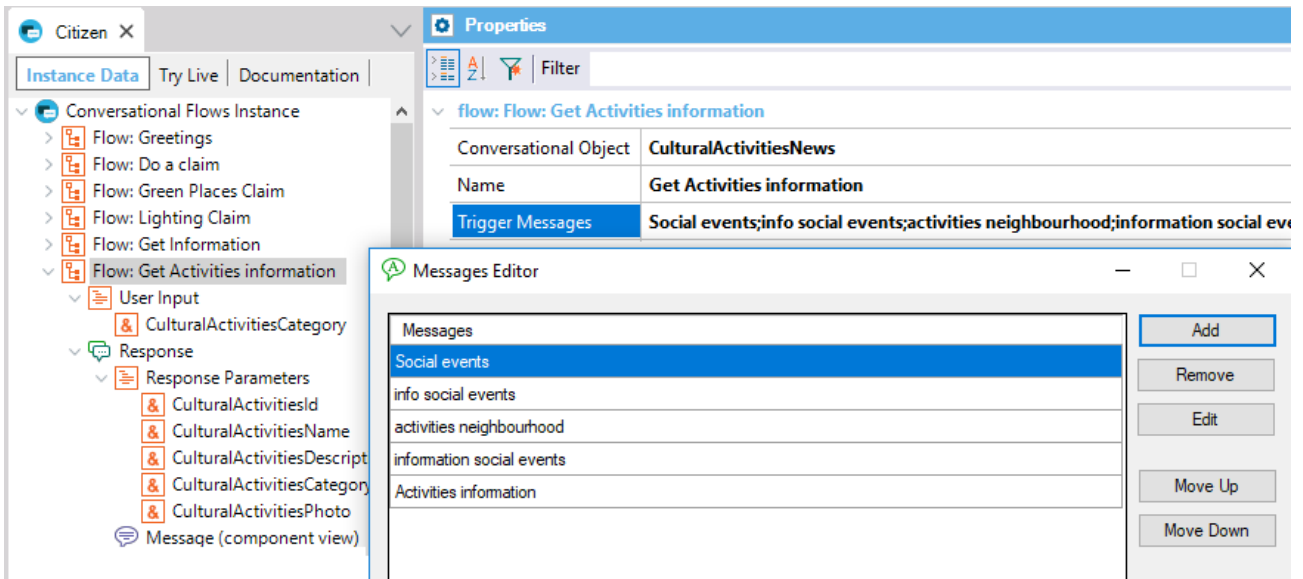 Citizen
Instance Data Try Live Documentation
Conversational Flows Instance
Flow: Greetings
Flow: Do a claim
Flow: Green Places Claim
Flow: Lighting Claim
Flow: Get Information
Flow: Get Activities information
User Input
& CulturalActivitiesCategory
Response
Response Parameters
& CulturalActivitiesId
& CulturalActivitiesName
& CulturalActivitiesDescript
& CulturalActivitiesCategory
& CulturalActivitiesPhoto
Message (component view)
Properties
A Z Filter
flow: Flow: Get Activities information
Conversational Object CulturalActivitiesNews
Name Get Activities information
Trigger Messages Social events;info social events;activities neighbourhood;information social eve
A Messages Editor
Messages
Social events
info social events
activities neighbourhood
information social events
Activities information
Add
Remove
Edit
Move Up
Move Down